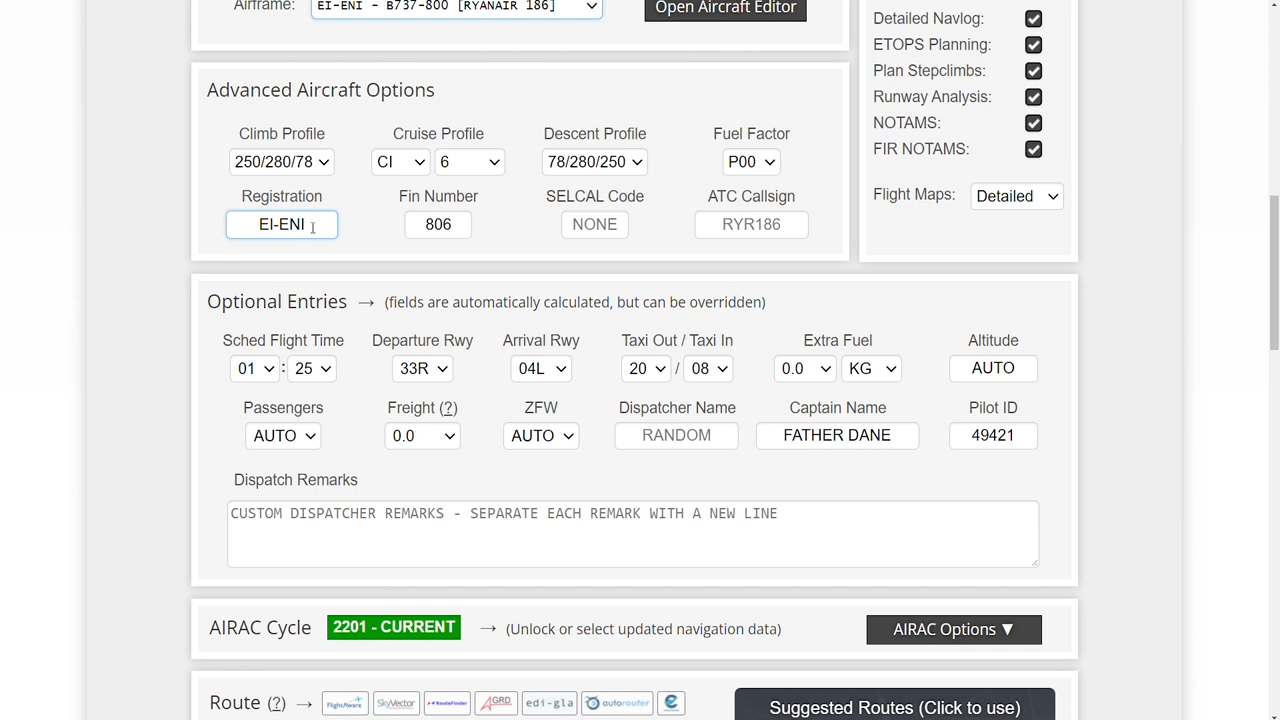 Airframe: EI-ENI - B737-800 [RYANAIR 186] Open Aircraft Editor
Advanced Aircraft Options
Climb Profile Cruise Profile Descent Profile Fuel Factor
250/280/78 CI 6 78/280/250 P00
Registration Fin Number SELCAL Code ATC Callsign
EI-ENI 806 NONE RYR186
Detailed Navlog:
ETOPS Planning:
Plan Stepclimbs:
Runway Analysis:
NOTAMS:
FIR NOTAMS:
Flight Maps: Detailed
Optional Entries → (fields are automatically calculated, but can be overridden)
Sched Flight Time Departure Rwy Arrival Rwy Taxi Out / Taxi In Extra Fuel Altitude
01 : 25 33R 04L 20 / 08 0.0 KG AUTO
Passengers Freight (?) ZFW Dispatcher Name Captain Name Pilot ID
AUTO 0.0 AUTO RANDOM FATHER DANE 49421
Dispatch Remarks
CUSTOM DISPATCHER REMARKS - SEPARATE EACH REMARK WITH A NEW LINE
AIRAC Cycle 2201 - CURRENT → (Unlock or select updated navigation data) AIRAC Options ▼
Route (?) → FlightAware SkyVector RouteFinder GRD edi-gla autorouter Suggested Routes (Click to use)